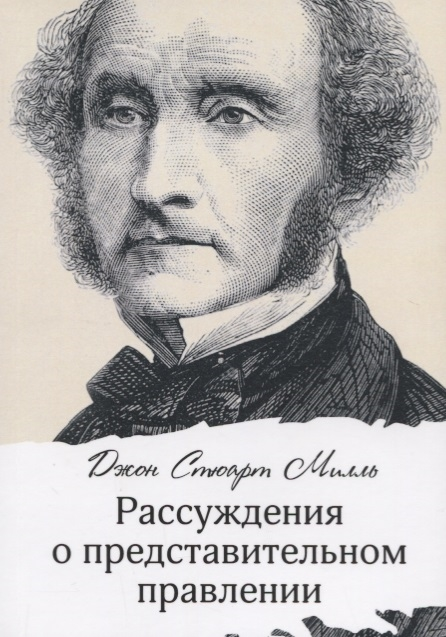 Джон Стюарт Милль
Рассуждения
о представительном
правлении